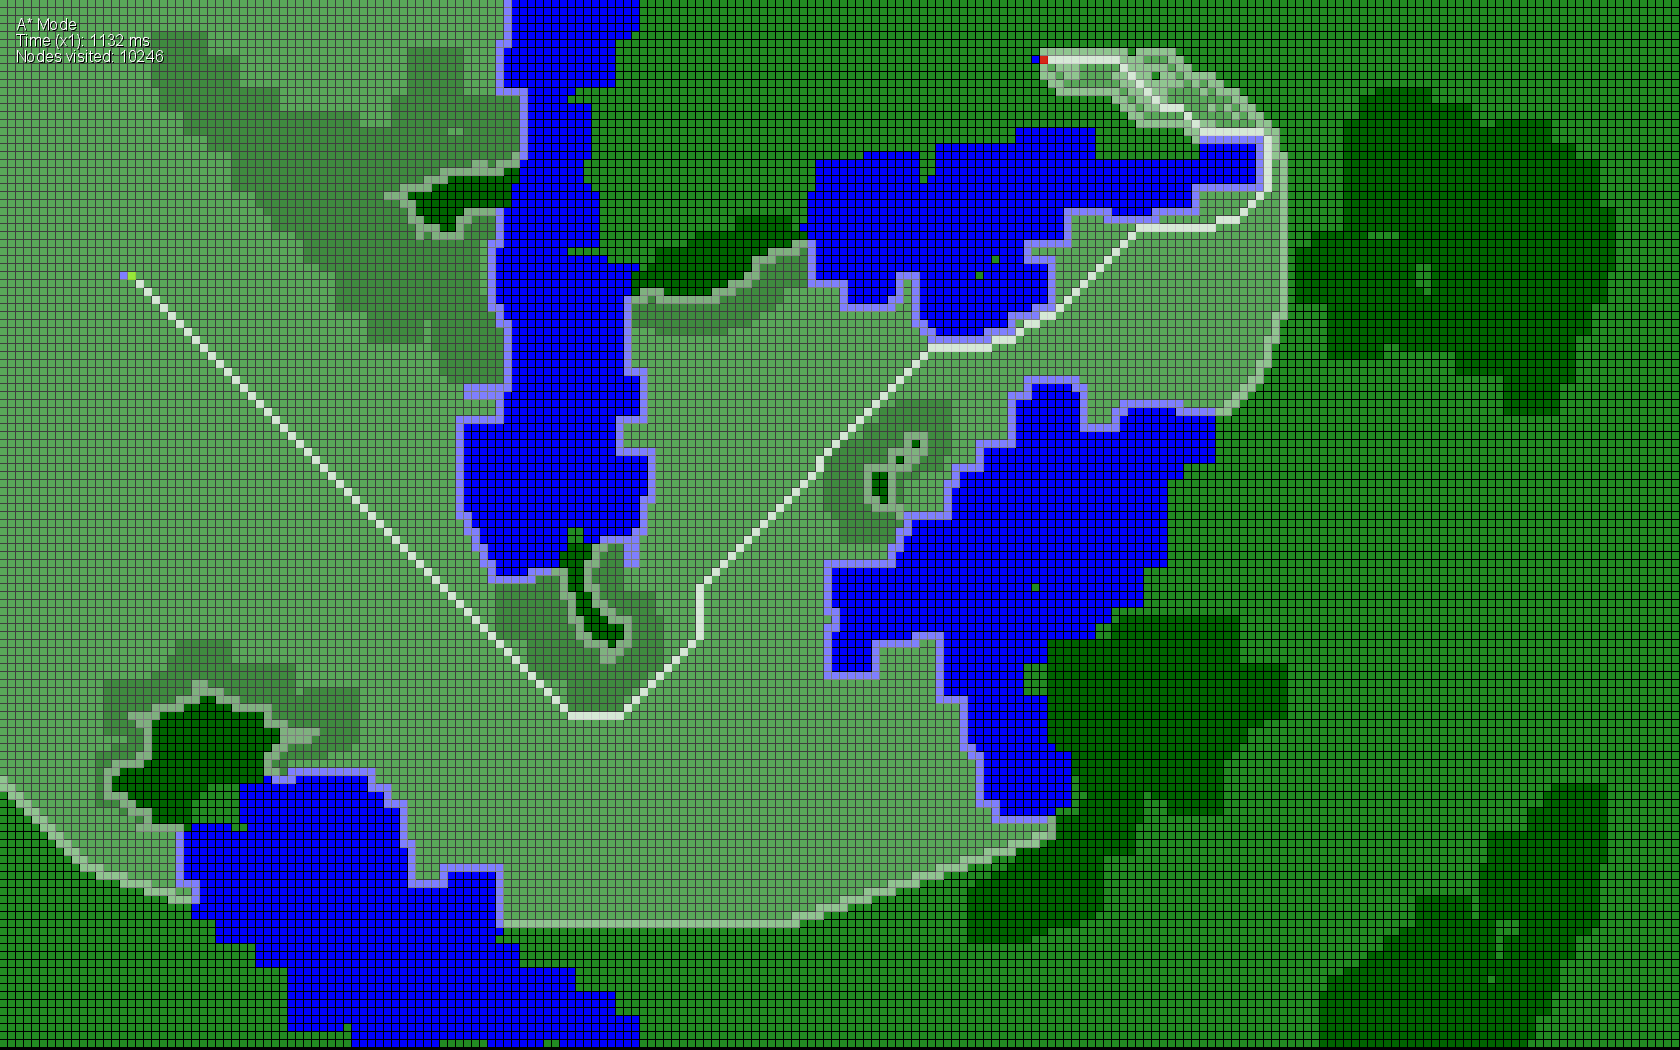 A* Mode
Time (x1): 1132 ms
Nodes visited: 10246